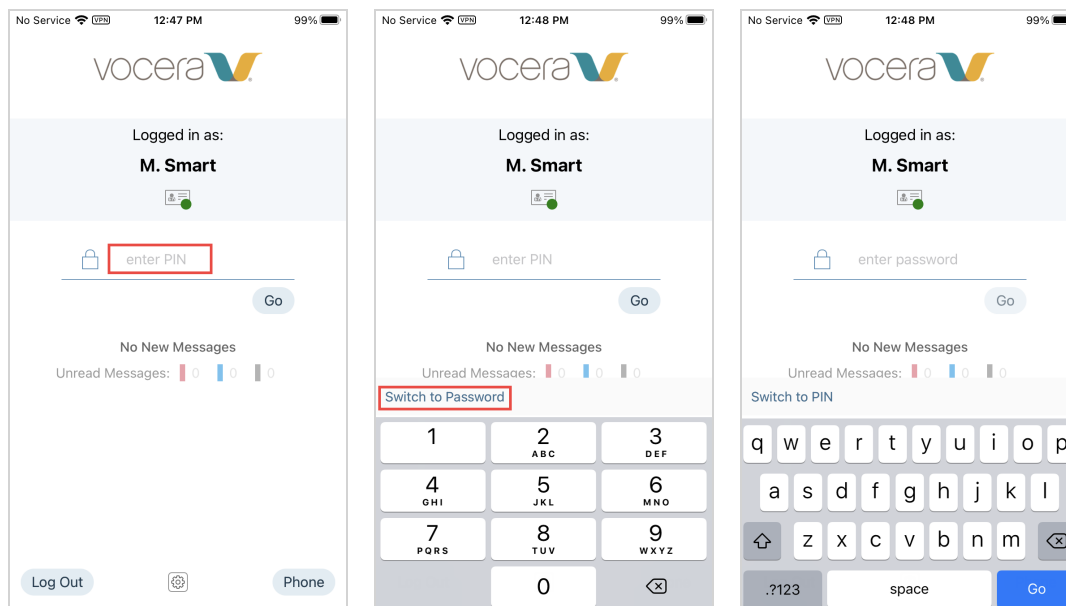 No Service VPN 12:47 PM 99%
vocera
Logged in as:
M. Smart
enter PIN
Go
No New Messages
Unread Messages: 0 0 0
Log Out Phone
No Service VPN 12:48 PM 99%
vocera
Logged in as:
M. Smart
enter PIN
Go
No New Messages
Unread Messages: 0 0 0
Switch to Password
1 2 3
ABC DEF
4 5 6
GHI JKL MNO
7 8 9
PQRS TUV WXYZ
0
No Service VPN 12:48 PM 99%
vocera
Logged in as:
M. Smart
enter password
Go
No New Messages
Unread Messages: 0 0 0
Switch to PIN
q w e r t y u i o p
a s d f g h j k l
z x c v b n m
.?123 space Go